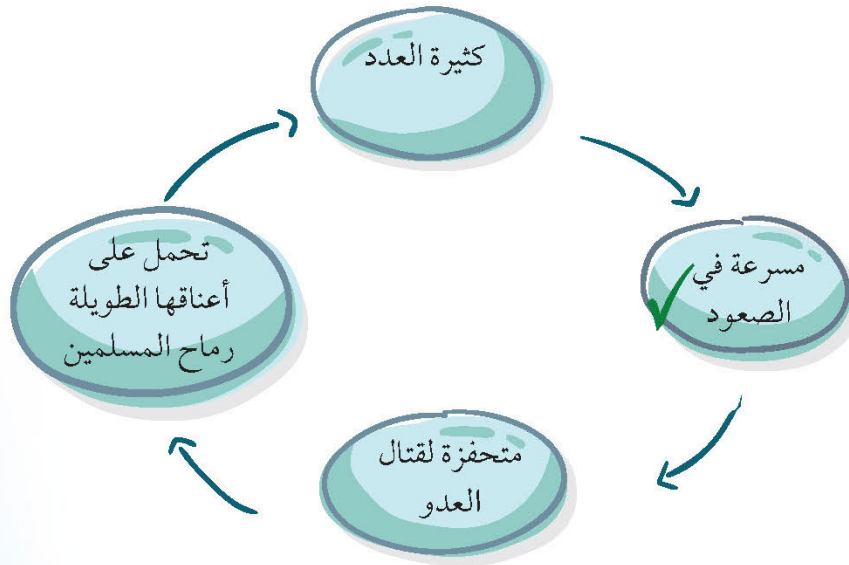 كثيرة العدد
مسرعة في
الصعود
متحفزة لقتال
العدو
تحمل على
أعناقها الطويلة
رماح المسلمين